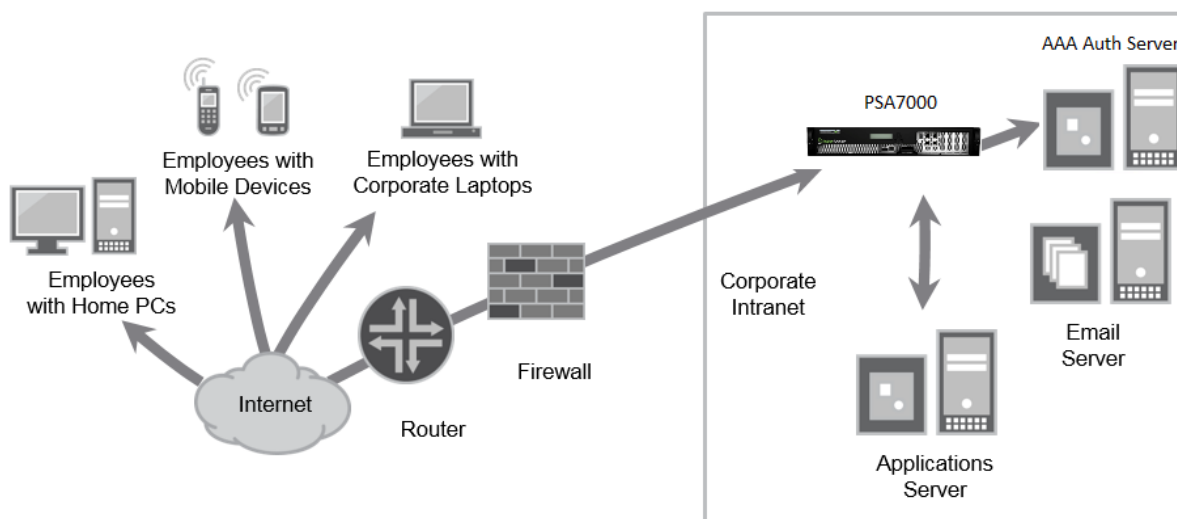 AAA Auth Server
PSA7000
Employees with
Mobile Devices
Employees with
Corporate Laptops
Employees
with Home PCs
Corporate
Intranet
Email
Server
Firewall
Internet
Router
Applications
Server